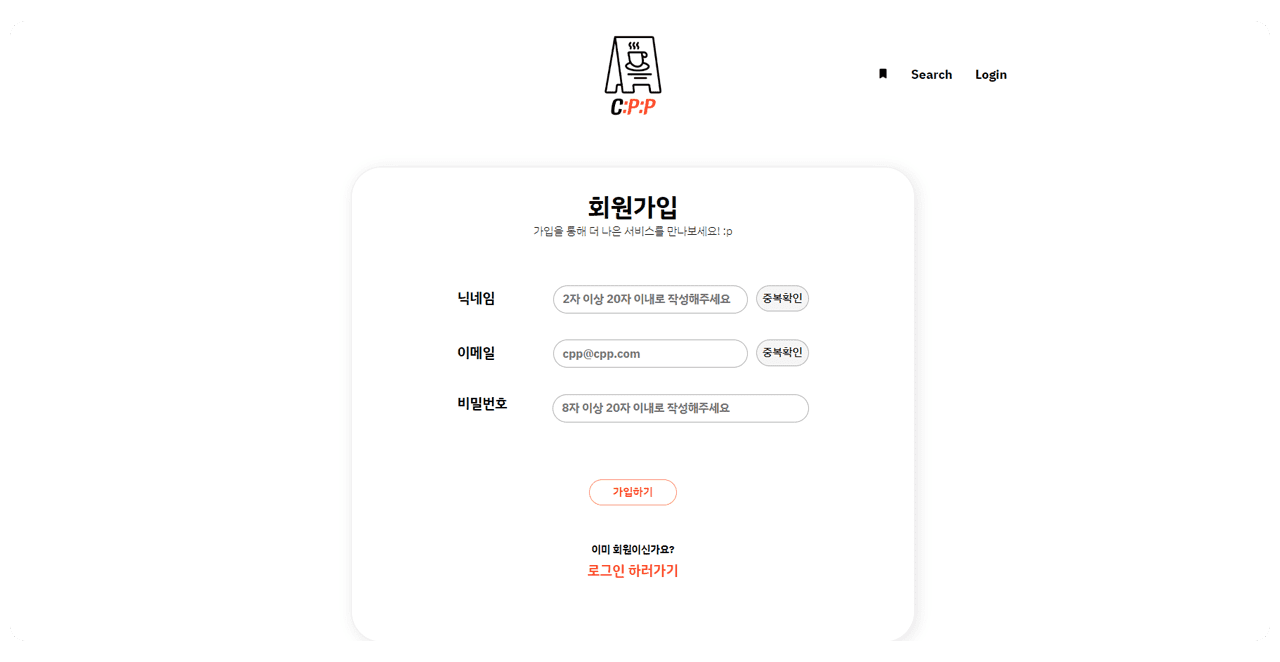 C:P:P
Search Login
회원가입
가입을 통해 더 나은 서비스를 만나보세요! :p
닉네임 2자 이상 20자 이내로 작성해주세요 중복확인
이메일 cpp@cpp.com 중복확인
비밀번호 8자 이상 20자 이내로 작성해주세요
가입하기
이미 회원이신가요?
로그인 하러가기